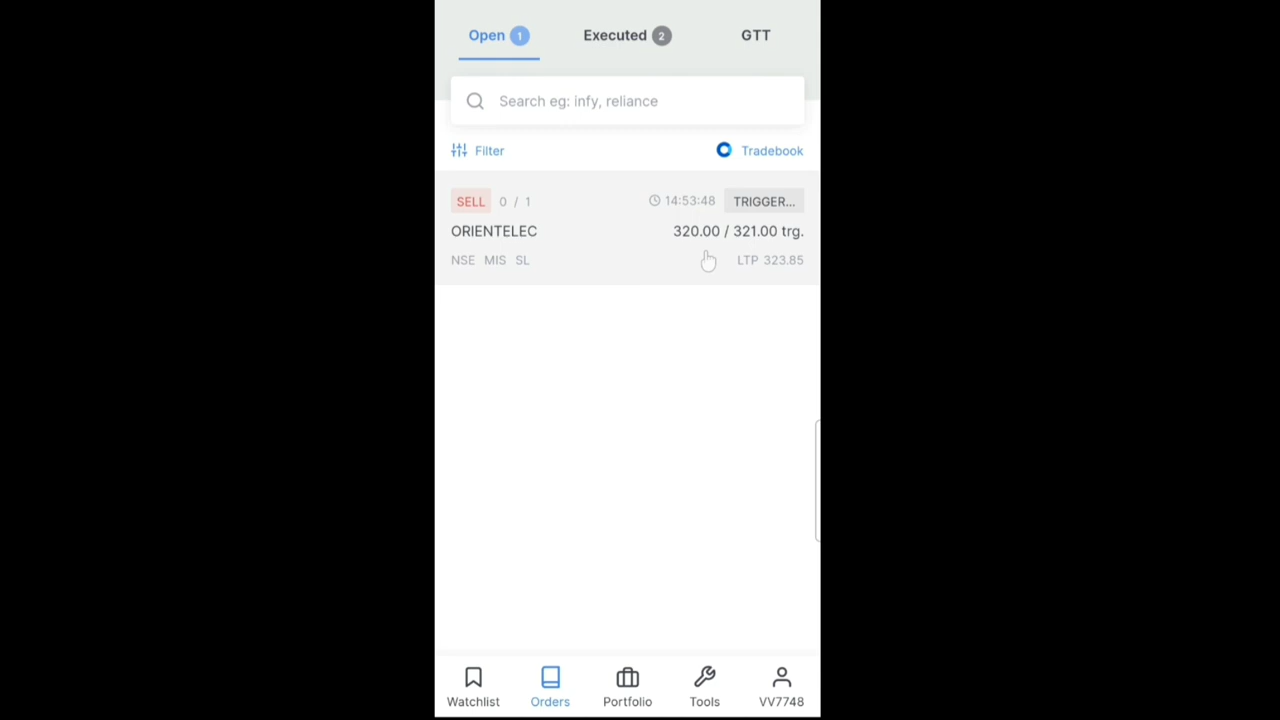 Open 1 Executed 2 GTT
Search eg: infy, reliance
Filter Tradebook
SELL 0 / 1 14:53:48 TRIGGER...
ORIENTELEC 320.00 / 321.00 trg.
NSE MIS SL LTP 323.85
Watchlist Orders Portfolio Tools VV7748